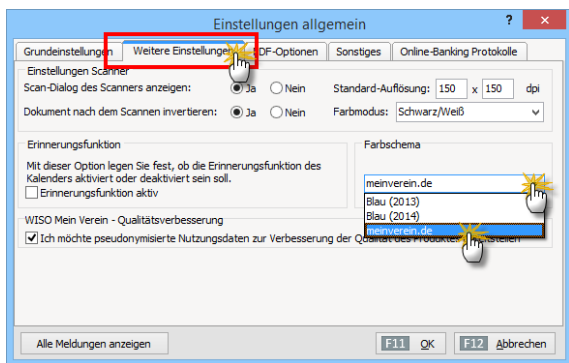 Einstellungen allgemein ?
Grundeinstellungen Weitere Einstellungen PDF-Optionen Sonstiges Online-Banking Protokolle
Einstellungen Scanner
Scan-Dialog des Scanners anzeigen: Ja Nein Standard-Auflösung: 150 x 150 dpi
Dokument nach dem Scannen invertieren: Ja Nein Farbmodus: Schwarz/Weiß
Erinnerungsfunktion Farbschema
Mit dieser Option legen Sie fest, ob die Erinnerungsfunktion des
Kalenders aktiviert oder deaktiviert sein soll.
Erinnerungsfunktion aktiv
meinverein.de
Blau (2013)
Blau (2014)
meinverein.de
WISO Mein Verein - Qualitätsverbesserung
Ich möchte pseudonymisierte Nutzungsdaten zur Verbesserung der Qualität des Produktes
Alle Meldungen anzeigen F11 OK F12 Abbrechen